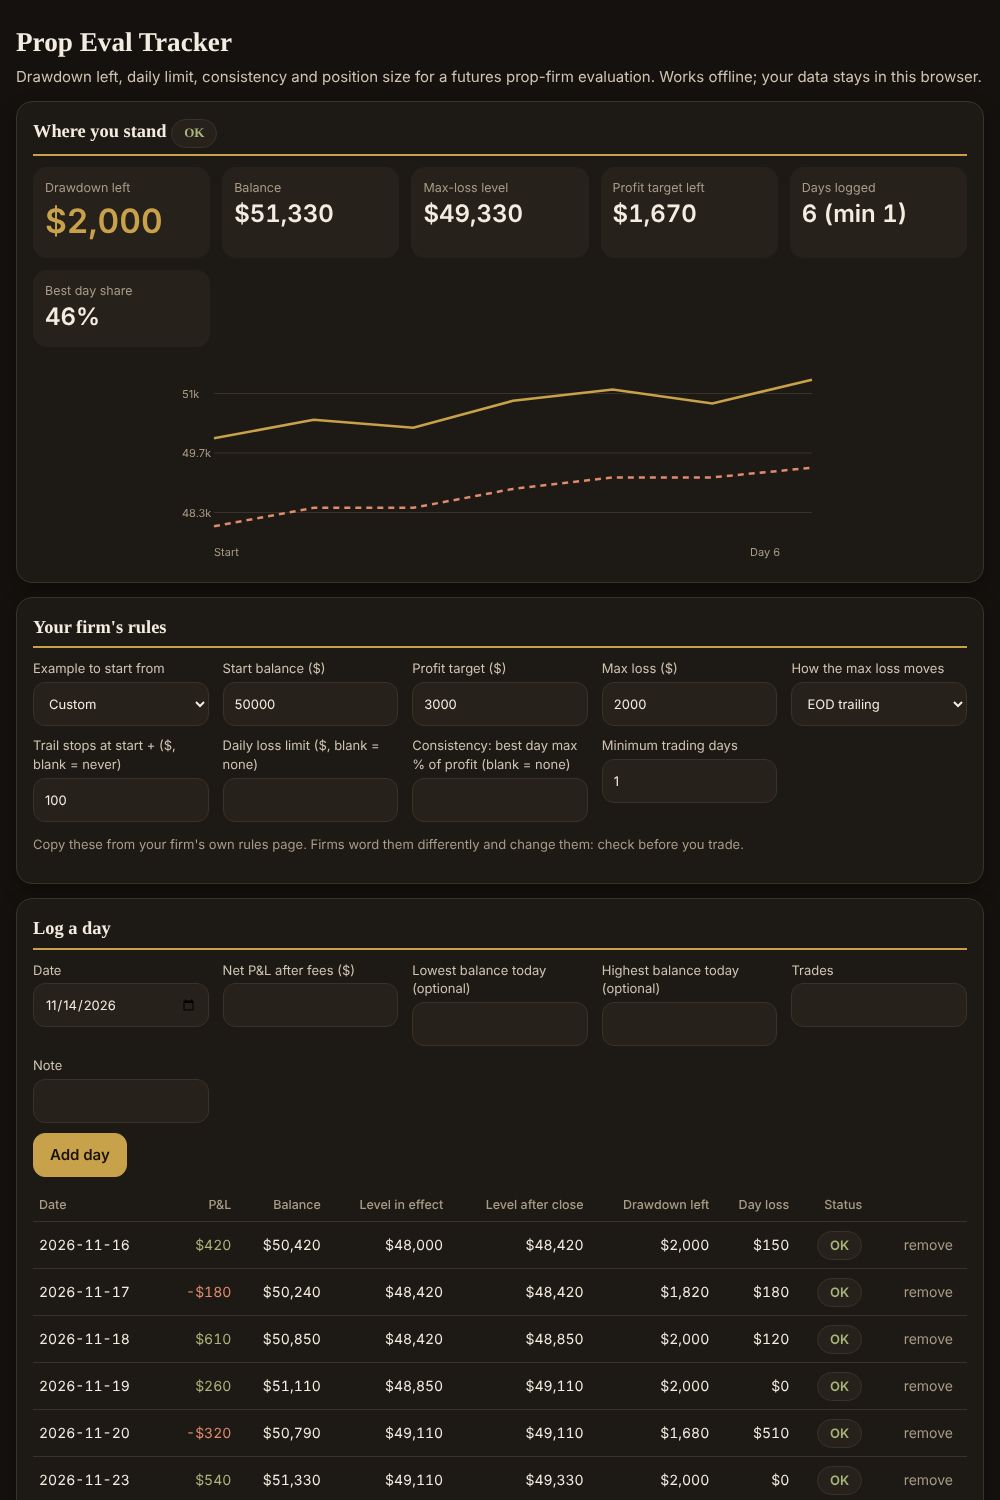 Prop Eval Tracker
Drawdown left, daily limit, consistency and position size for a futures prop-firm evaluation. Works offline; your data stays in this browser.
Where you stand OK
Drawdown left
$2,000
Balance
$51,330
Max-loss level
$49,330
Profit target left
$1,670
Days logged
6 (min 1)
Best day share
46%
51k
49.7k
48.3k
Start Day 6
Your firm's rules
Example to start from
Custom
Start balance ($)
50000
Profit target ($)
3000
Max loss ($)
2000
How the max loss moves
EOD trailing
Trail stops at start + ($,
blank = never)
100
Daily loss limit ($, blank =
none)
Consistency: best day max
% of profit (blank = none)
Minimum trading days
1
Copy these from your firm's own rules page. Firms word them differently and change them: check before you trade.
Log a day
Date
11/14/2026
Net P&L after fees ($)
Lowest balance today
(optional)
Highest balance today
(optional)
Trades
Note
Add day
Date P&L Balance Level in effect Level after close Drawdown left Day loss Status
2026-11-16 $420 $50,420 $48,000 $48,420 $2,000 $150 OK remove
2026-11-17 -$180 $50,240 $48,420 $48,420 $1,820 $180 OK remove
2026-11-18 $610 $50,850 $48,420 $48,850 $2,000 $120 OK remove
2026-11-19 $260 $51,110 $48,850 $49,110 $2,000 $0 OK remove
2026-11-20 -$320 $50,790 $49,110 $49,110 $1,680 $510 OK remove
2026-11-23 $540 $51,330 $49,110 $49,330 $2,000 $0 OK remove